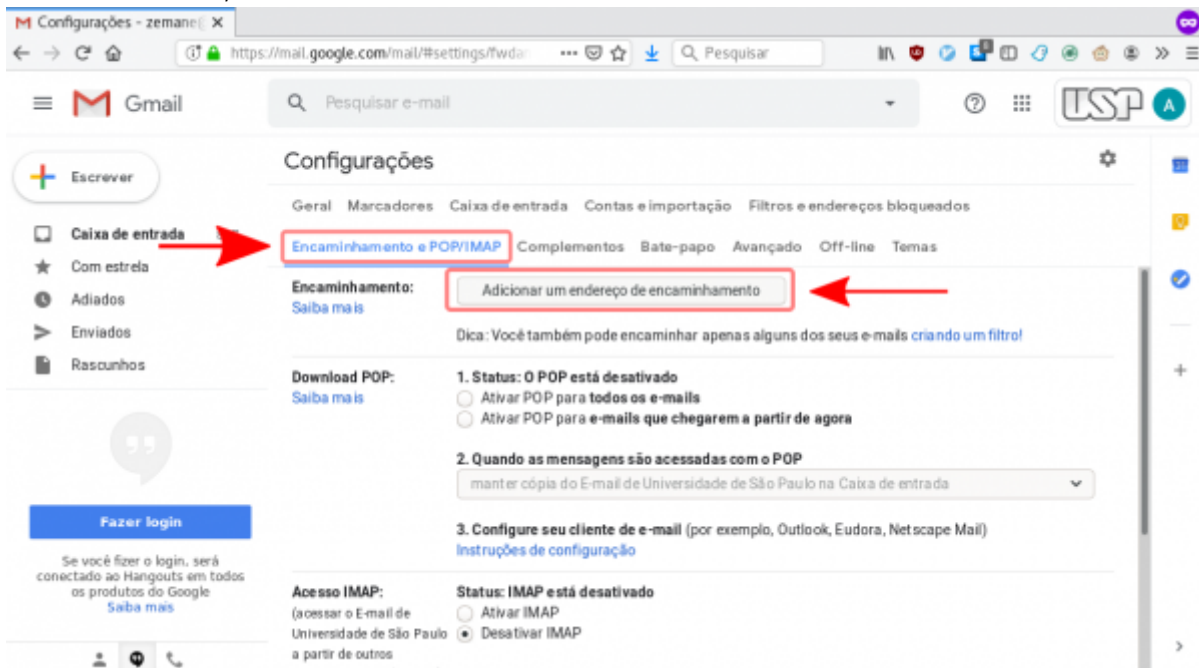 Configurações - zemane
https://mail.google.com/mail/#settings/fwdan
Pesquisar
Gmail
Pesquisar e-mail
USP
A
Escrever
Configurações
Geral Marcadores Caixa de entrada Contas e importação Filtros e endereços bloqueados
Encaminhamento e POP/IMAP Complementos Bate-papo Avançado Off-line Temas
Caixa de entrada
Com estrela
Adiados
Enviados
Rascunhos
Encaminhamento:
Saiba mais
Adicionar um endereço de encaminhamento
Dica: Você também pode encaminhar apenas alguns dos seus e-mails criando um filtro!
Download POP:
Saiba mais
1. Status: O POP está desativado
Ativar POP para todos os e-mails
Ativar POP para e-mails que chegarem a partir de agora
2. Quando as mensagens são acessadas com o POP
manter cópia do E-mail de Universidade de São Paulo na Caixa de entrada
3. Configure seu cliente de e-mail (por exemplo, Outlook, Eudora, Netscape Mail)
Instruções de configuração
Fazer login
Se você fizer o login, será
conectado ao Hangouts em todos
os produtos do Google
Saiba mais
Acesso IMAP:
(acessar o E-mail de
Universidade de São Paulo
a partir de outros
Status: IMAP está desativado
Ativar IMAP
Desativar IMAP